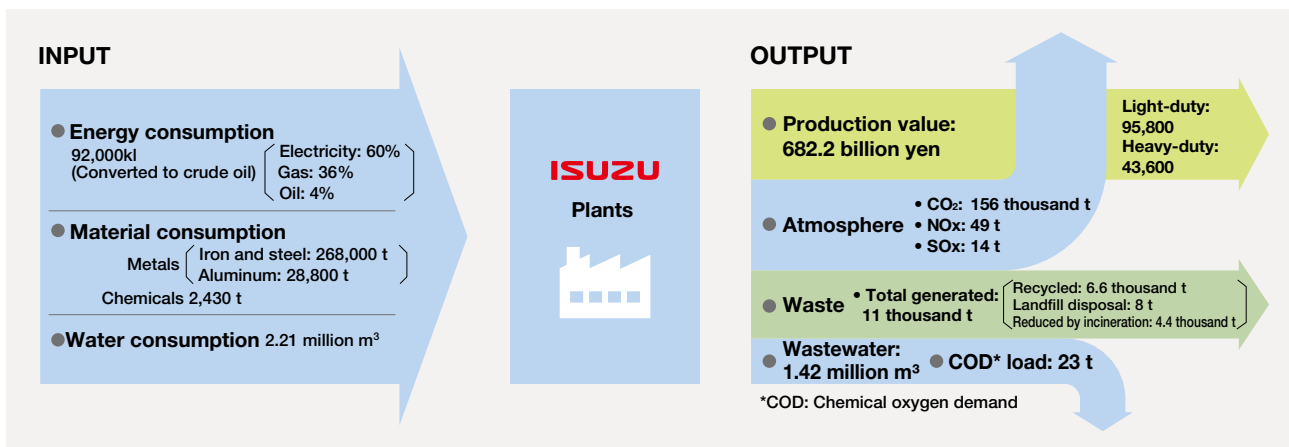 INPUT
● Energy consumption
92,000kl
(Converted to crude oil)
Electricity: 60%
Gas: 36%
Oil: 4%
● Material consumption
Metals
Iron and steel: 268,000 t
Aluminum: 28,800 t
Chemicals 2,430 t
● Water consumption 2.21 million m³
ISUZU
Plants
OUTPUT
● Production value:
682.2 billion yen
Light-duty:
95,800
Heavy-duty:
43,600
● Atmosphere
• CO₂: 156 thousand t
• NOx: 49 t
• SOx: 14 t
● Waste
• Total generated:
11 thousand t
Recycled: 6.6 thousand t
Landfill disposal: 8 t
Reduced by incineration: 4.4 thousand t
● Wastewater:
1.42 million m³
● COD* load: 23 t
*COD: Chemical oxygen demand